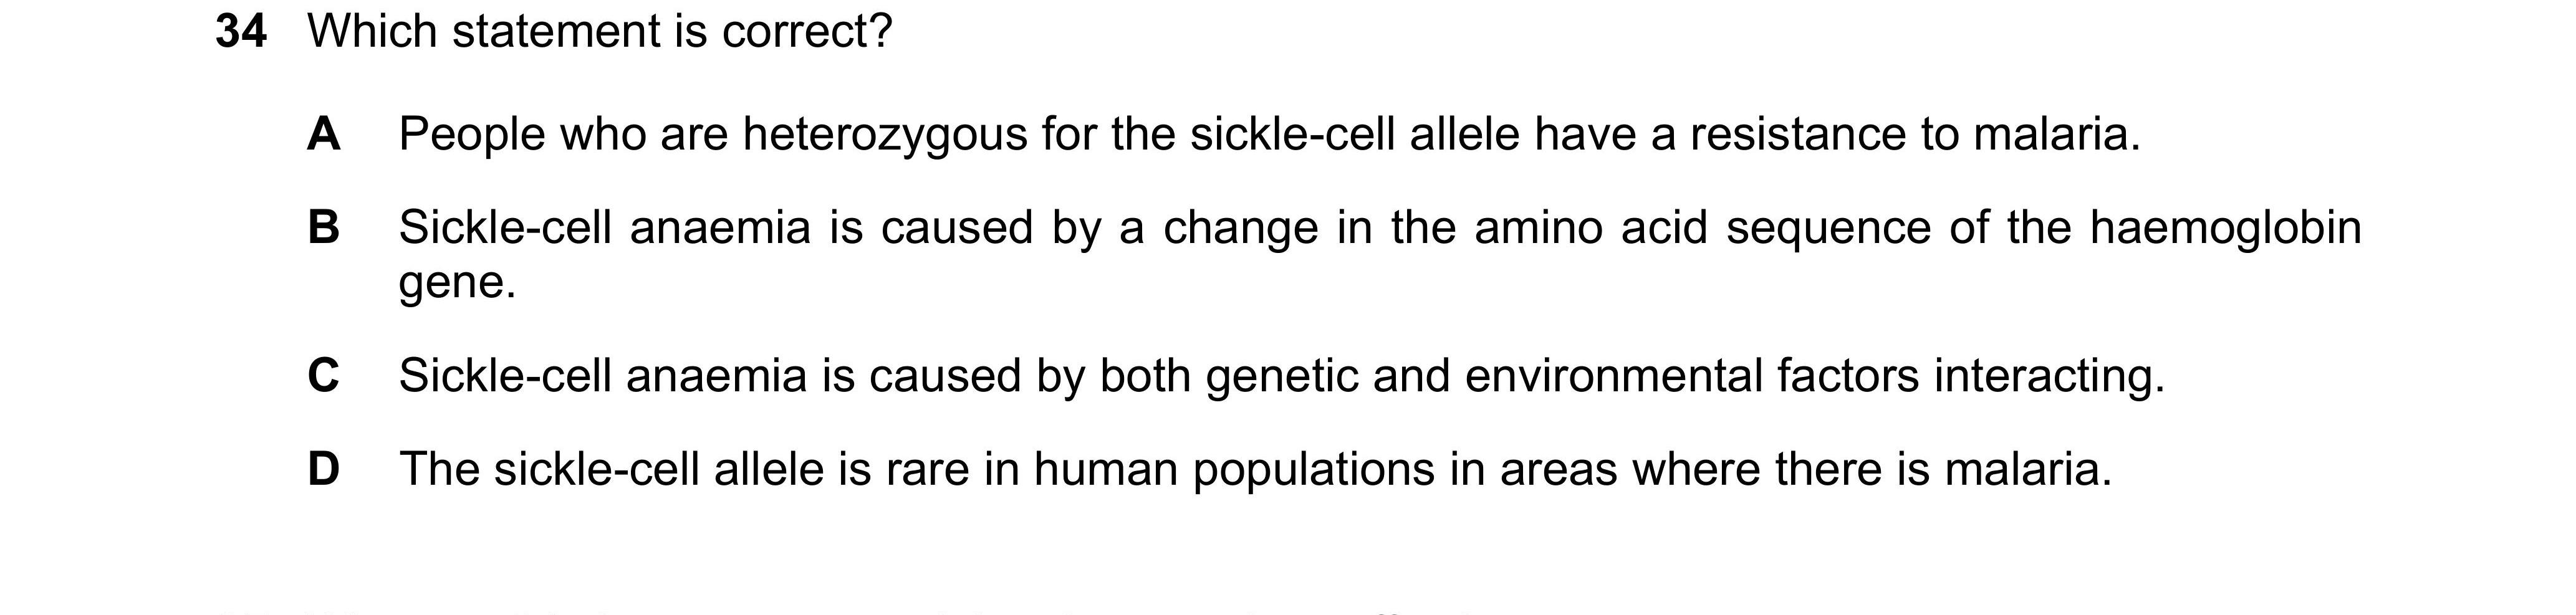 34 Which statement is correct?
A People who are heterozygous for the sickle-cell allele have a resistance to malaria.
B Sickle-cell anaemia is caused by a change in the amino acid sequence of the haemoglobin
gene.
C Sickle-cell anaemia is caused by both genetic and environmental factors interacting.
D The sickle-cell allele is rare in human populations in areas where there is malaria.